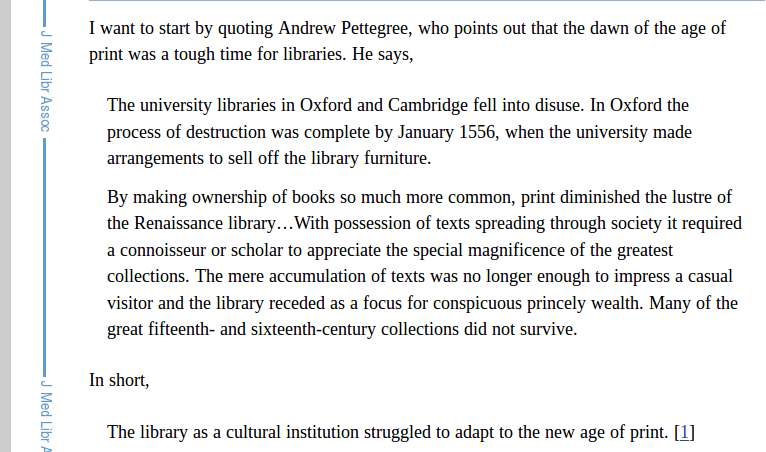 I want to start by quoting Andrew Pettegree, who points out that the dawn of the age of
print was a tough time for libraries. He says,
The university libraries in Oxford and Cambridge fell into disuse. In Oxford the
process of destruction was complete by January 1556, when the university made
arrangements to sell off the library furniture.
By making ownership of books so much more common, print diminished the lustre of
the Renaissance library…With possession of texts spreading through society it required
a connoisseur or scholar to appreciate the special magnificence of the greatest
collections. The mere accumulation of texts was no longer enough to impress a casual
visitor and the library receded as a focus for conspicuous princely wealth. Many of the
great fifteenth- and sixteenth-century collections did not survive.
In short,
The library as a cultural institution struggled to adapt to the new age of print. [1]
J Med Libr Assoc
J Med Libr A